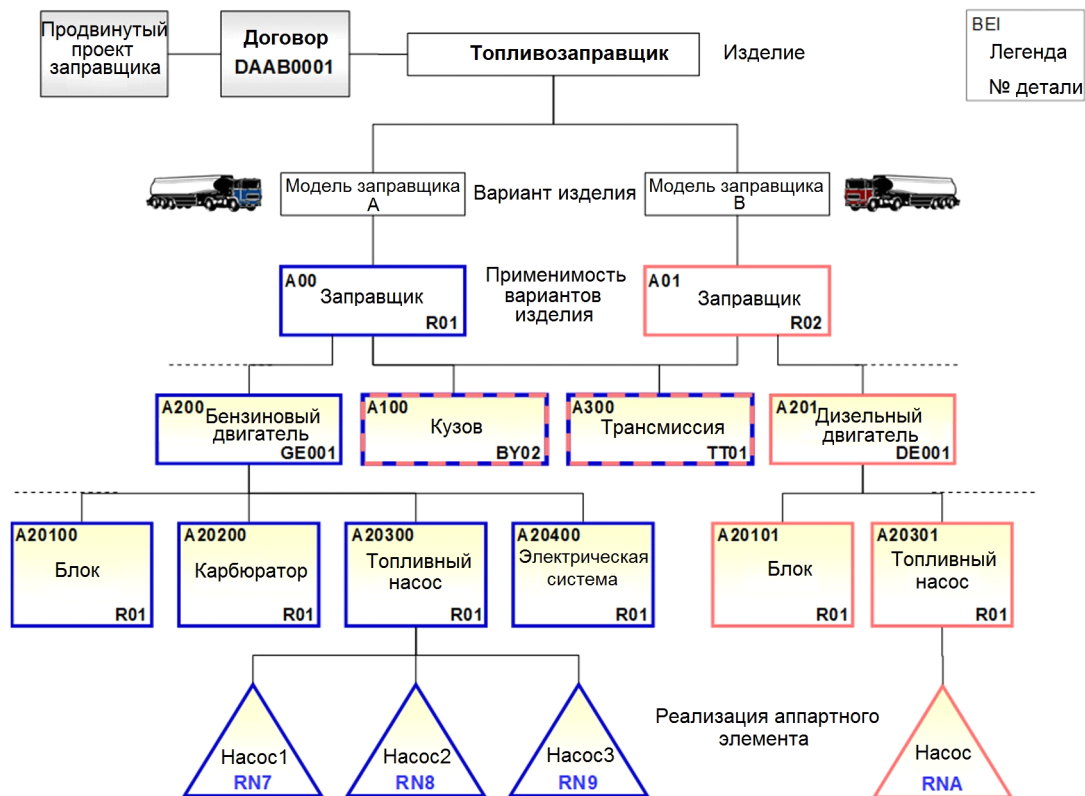 Продвинутый
проект
заправщика
Договор
DAAB0001
Топливозаправщик
Изделие
BEI
Легенда
№ детали
Модель заправщика
A
Вариант изделия
Модель заправщика
B
A00
Заправщик
R01
Применимость
вариантов
изделия
A01
Заправщик
R02
A200
Бензиновый
двигатель
GE001
A100
Кузов
BY02
A300
Трансмиссия
TT01
A201
Дизельный
двигатель
DE001
A20100
Блок
R01
A20200
Карбюратор
R01
A20300
Топливный
насос
R01
A20400
Электрическая
система
R01
A20101
Блок
R01
A20301
Топливный
насос
R01
Насос1
RN7
Насос2
RN8
Насос3
RN9
Реализация аппартного
элемента
Насос
RNA